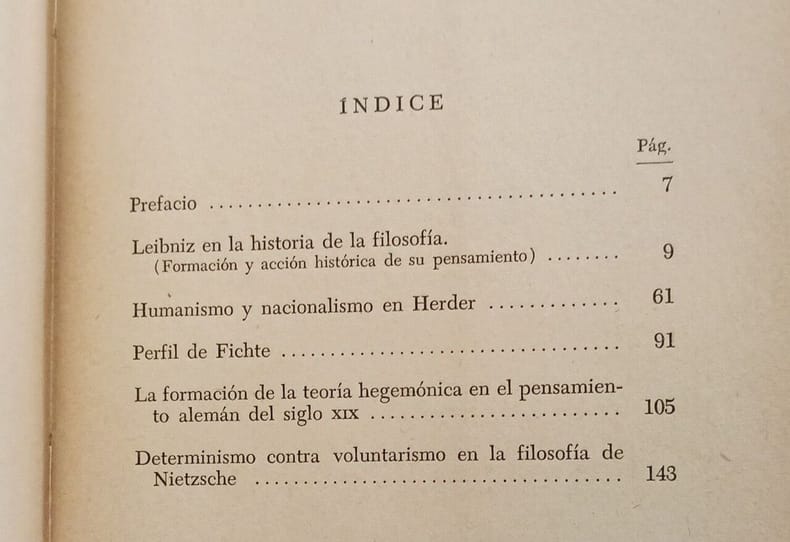 ÍNDICE
Pág.
Prefacio ........................................ 7
Leibniz en la historia de la filosofía.
(Formación y acción histórica de su pensamiento) ........ 9
Humanismo y nacionalismo en Herder ............. 61
Perfil de Fichte .................................. 91
La formación de la teoría hegemónica en el pensamien-
to alemán del siglo XIX ......................... 105
Determinismo contra voluntarismo en la filosofía de
Nietzsche ..................................... 143